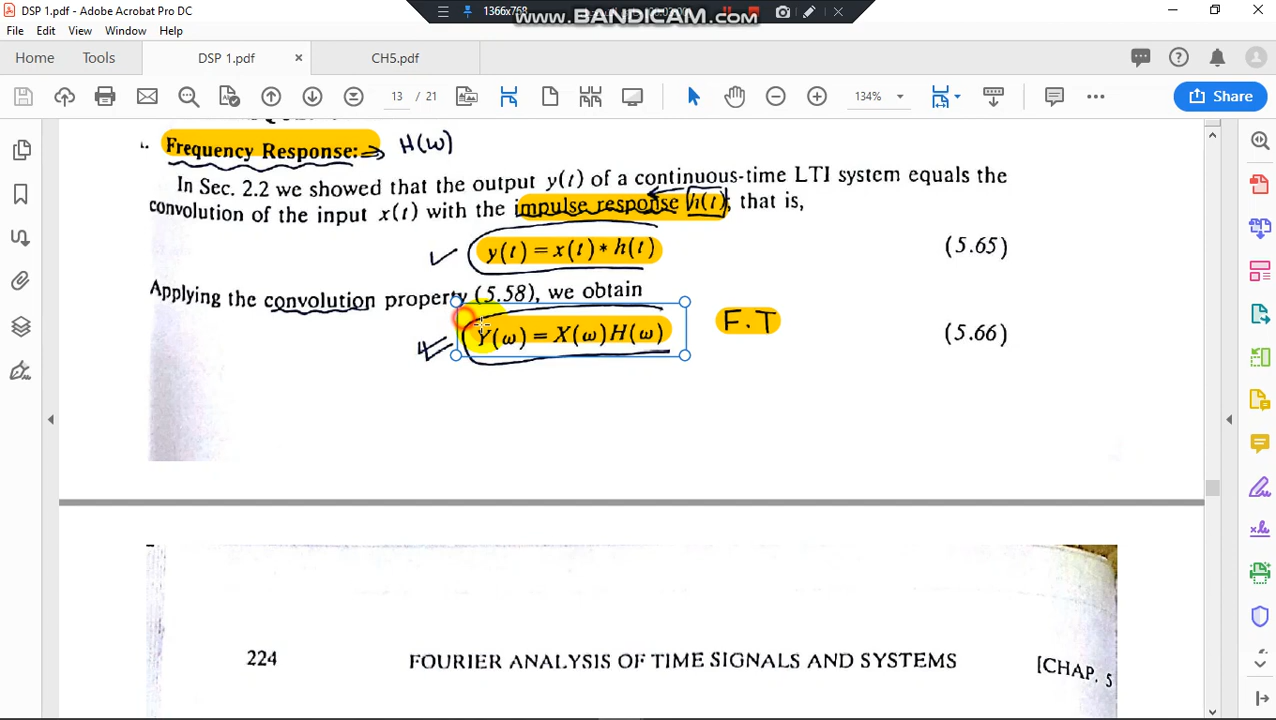 DSP 1.pdf - Adobe Acrobat Pro DC
1366x768
www.BANDICAM.com
File Edit View Window Help
Home Tools DSP 1.pdf × CH5.pdf
13 / 21 134% Share
Frequency Response: ⇒ H(ω)
In Sec. 2.2 we showed that the output y(t) of a continuous-time LTI system equals the
convolution of the input x(t) with the impulse response h(t); that is,
y(t) = x(t) * h(t) (5.65)
Applying the convolution property (5.58), we obtain
Y(ω) = X(ω)H(ω) F.T (5.66)
224 FOURIER ANALYSIS OF TIME SIGNALS AND SYSTEMS [CHAP. 5